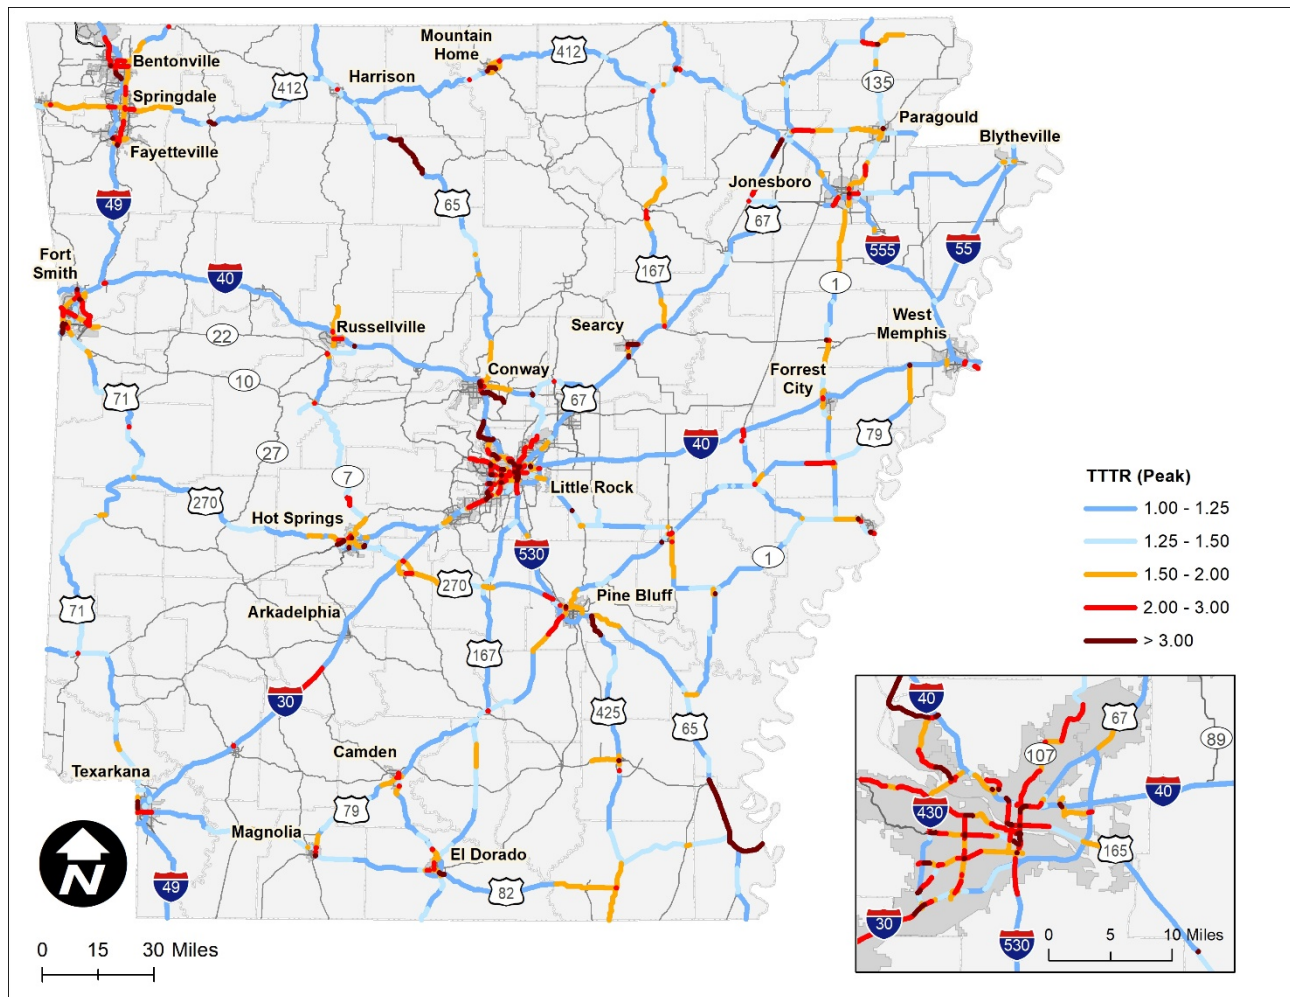 Mountain
Home
412
Bentonville
Harrison
Springdale
412
135
Paragould
Blytheville
Fayetteville
Jonesboro
49
65
67
Fort
Smith
40
167
555
55
1
22
Russellville
Searcy
West
Memphis
10
Conway
Forrest
City
71
67
79
27
40
7
Little Rock
270
Hot Springs
530
1
270
Pine Bluff
Arkadelphia
71
167
30
425
65
Camden
Texarkana
79
Magnolia
El Dorado
49
82
N
0 15 30 Miles
TTTR (Peak)
1.00 - 1.25
1.25 - 1.50
1.50 - 2.00
2.00 - 3.00
> 3.00
40
67
107
89
40
430
165
30
530
0 5 10 Miles